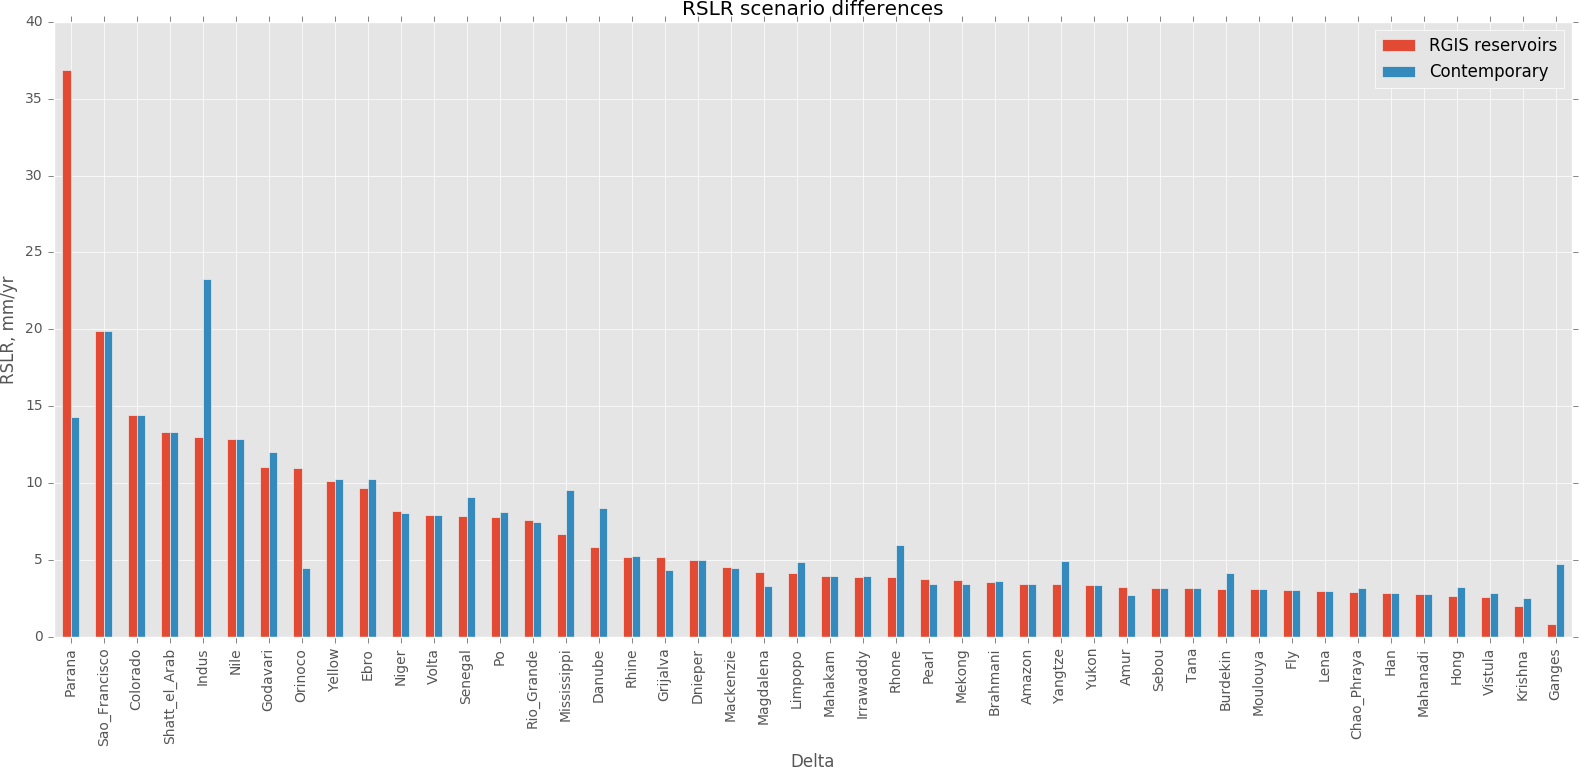 RSLR scenario differences
RGIS reservoirs
Contemporary
RSLR, mm/yr
40
35
30
25
20
15
10
5
0
Parana
Sao_Francisco
Colorado
Shatt_el_Arab
Indus
Nile
Godavari
Orinoco
Yellow
Ebro
Niger
Volta
Senegal
Po
Rio_Grande
Mississippi
Danube
Rhine
Grijalva
Dnieper
Mackenzie
Magdalena
Limpopo
Mahakam
Irrawaddy
Rhone
Pearl
Mekong
Brahmani
Amazon
Yangtze
Yukon
Amur
Sebou
Tana
Burdekin
Moulouya
Fly
Lena
Chao_Phraya
Han
Mahanadi
Hong
Vistula
Krishna
Ganges
Delta